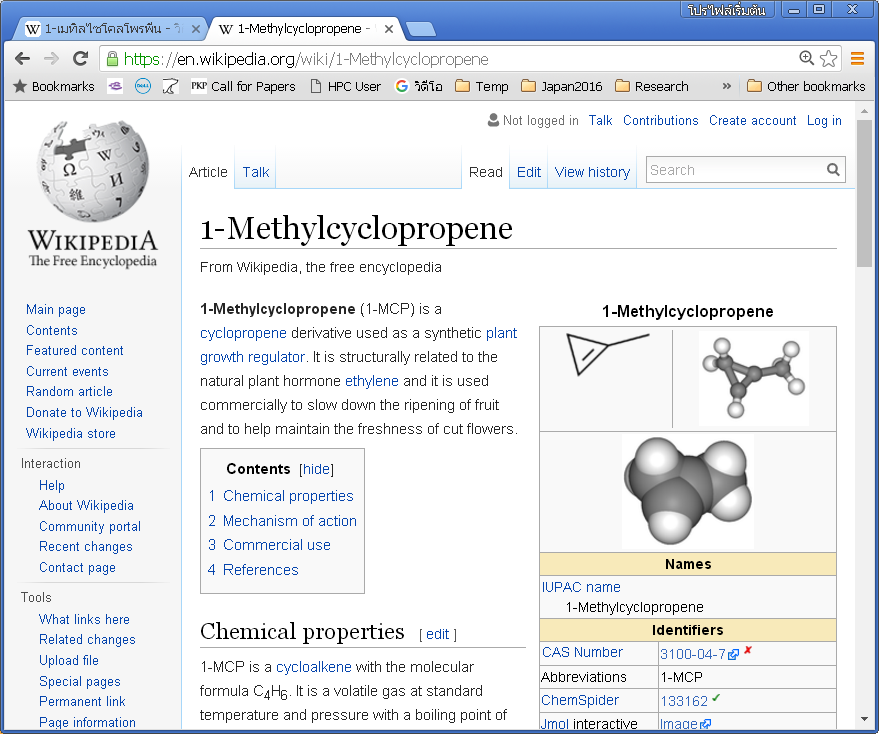 โปรไฟล์เริ่มต้น
1-เมทิลไซโคลโพรพีน - วิ
1-Methylcyclopropene -
https://en.wikipedia.org/wiki/1-Methylcyclopropene
Bookmarks PKP Call for Papers HPC User G วิดีโอ Temp Japan2016 Research » Other bookmarks
Not logged in Talk Contributions Create account Log in
Article Talk Read Edit View history Search
WIKIPEDIA
The Free Encyclopedia
Main page
Contents
Featured content
Current events
Random article
Donate to Wikipedia
Wikipedia store
Interaction
Help
About Wikipedia
Community portal
Recent changes
Contact page
Tools
What links here
Related changes
Upload file
Special pages
Permanent link
Page information
1-Methylcyclopropene
From Wikipedia, the free encyclopedia
1-Methylcyclopropene (1-MCP) is a
cyclopropene derivative used as a synthetic plant
growth regulator. It is structurally related to the
natural plant hormone ethylene and it is used
commercially to slow down the ripening of fruit
and to help maintain the freshness of cut flowers.
Contents [hide]
1 Chemical properties
2 Mechanism of action
3 Commercial use
4 References
Chemical properties [ edit ]
1-MCP is a cycloalkene with the molecular
formula C₄H₆. It is a volatile gas at standard
temperature and pressure with a boiling point of
1-Methylcyclopropene
Names
IUPAC name
1-Methylcyclopropene
Identifiers
CAS Number 3100-04-7 ✗
Abbreviations 1-MCP
ChemSpider 133162 ✓
Jmol interactive Image